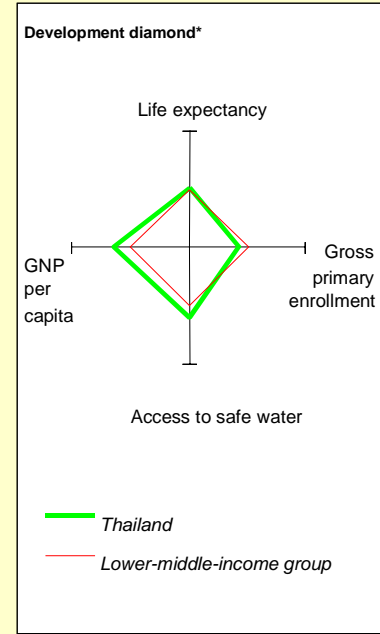 Development diamond*
Life expectancy
GNP
per
capita
Gross
primary
enrollment
Access to safe water
Thailand
Lower-middle-income group